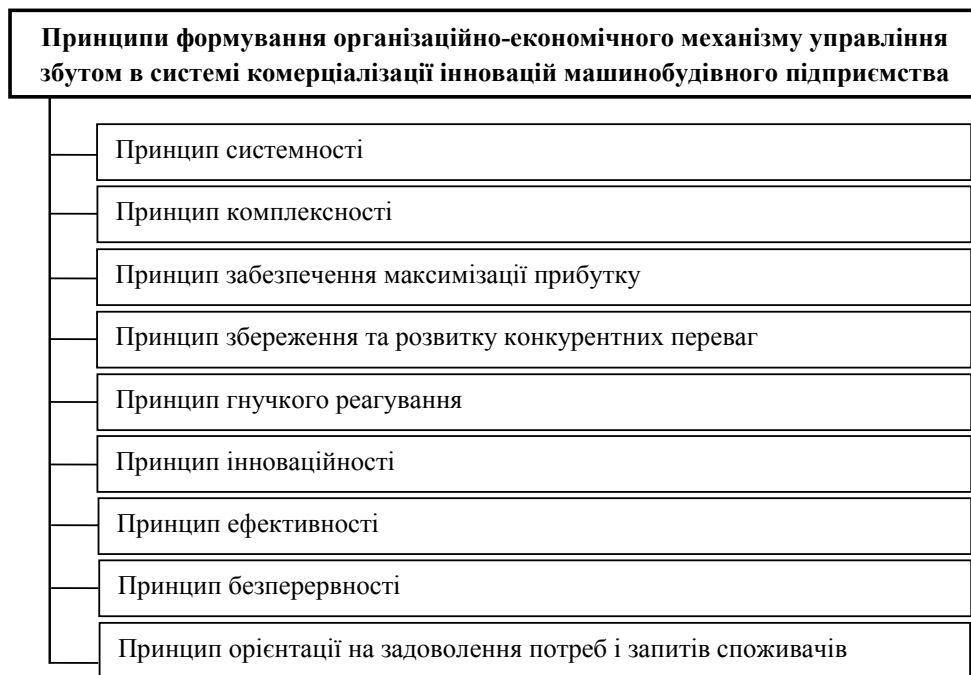 Принципи формування організаційно-економічного механізму управління
збутом в системі комерціалізації інновацій машинобудівного підприємства
Принцип системності
Принцип комплексності
Принцип забезпечення максимізації прибутку
Принцип збереження та розвитку конкурентних переваг
Принцип гнучкого реагування
Принцип інноваційності
Принцип ефективності
Принцип безперервності
Принцип орієнтації на задоволення потреб і запитів споживачів